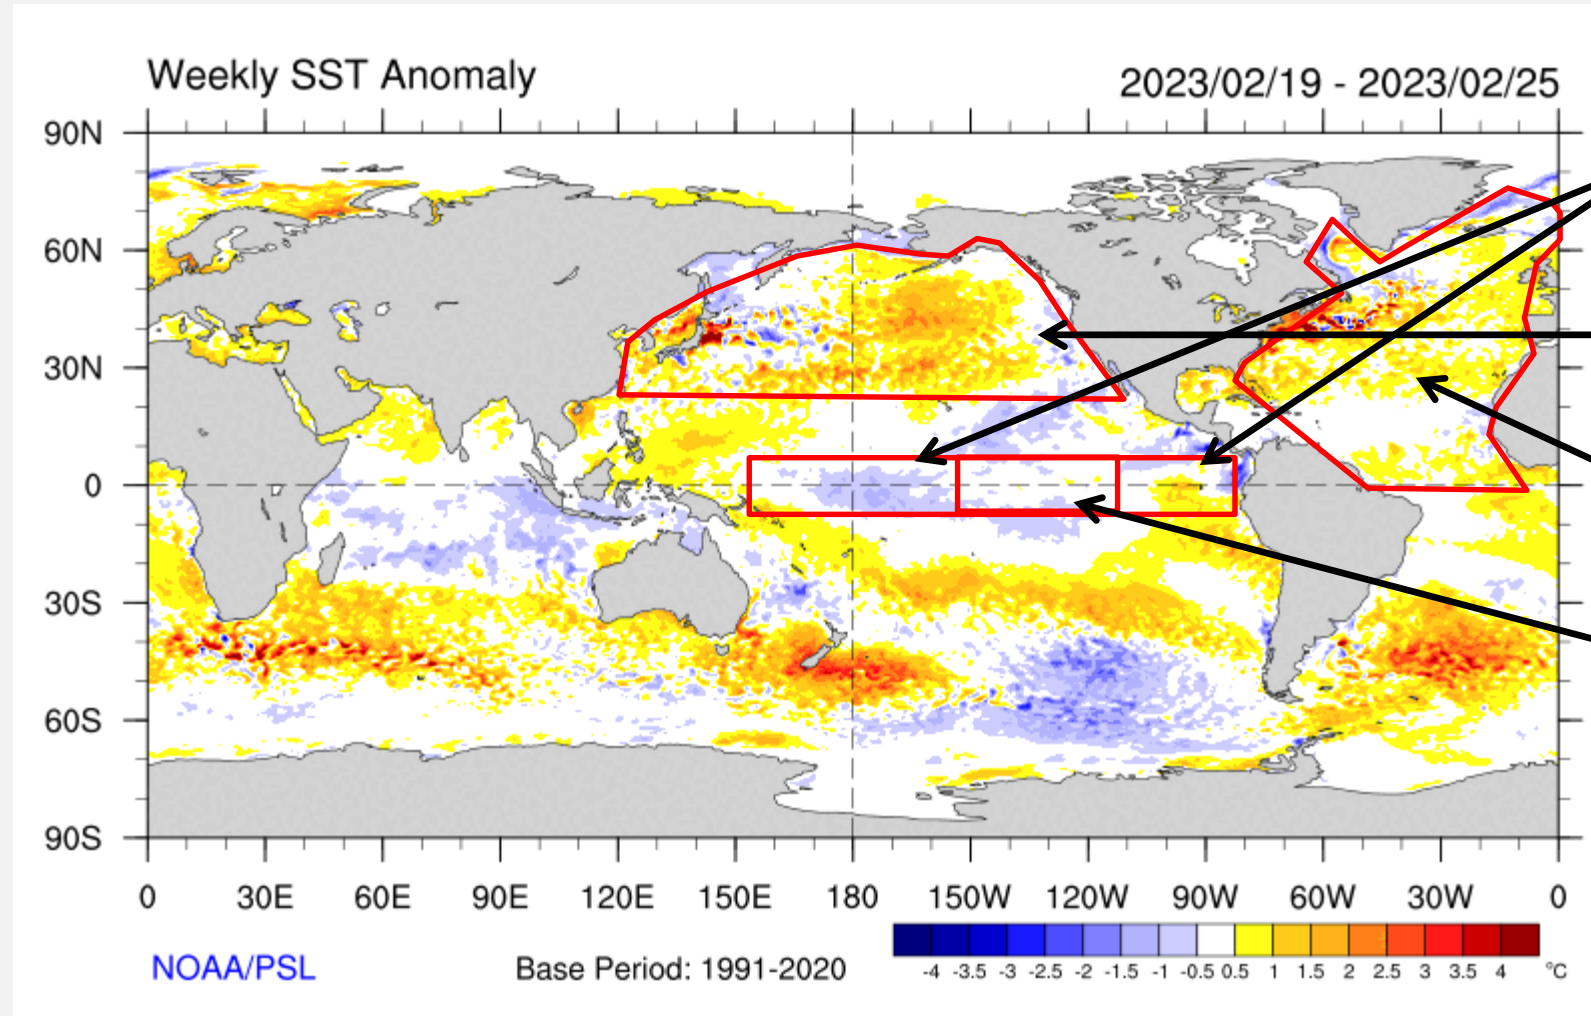 Weekly SST Anomaly
2023/02/19 - 2023/02/25
90N
60N
30N
0
30S
60S
90S
0 30E 60E 90E 120E 150E 180 150W 120W 90W 60W 30W 0
NOAA/PSL
Base Period: 1991-2020
-4 -3.5 -3 -2.5 -2 -1.5 -1 -0.5 0.5 1 1.5 2 2.5 3 3.5 4 °C